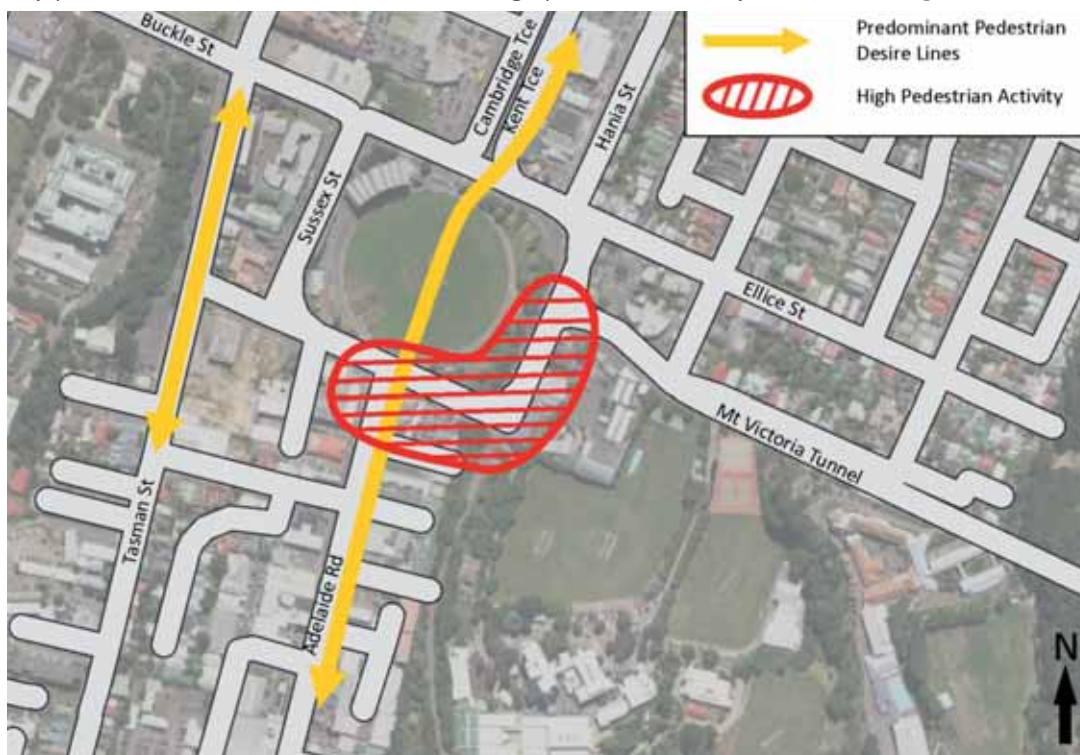 Buckle St
Cambridge Tce
Kent Tce
Hania St
Predominant Pedestrian
Desire Lines
High Pedestrian Activity
Sussex St
Ellice St
Mt Victoria Tunnel
Tasman St
Adelaide Rd
N